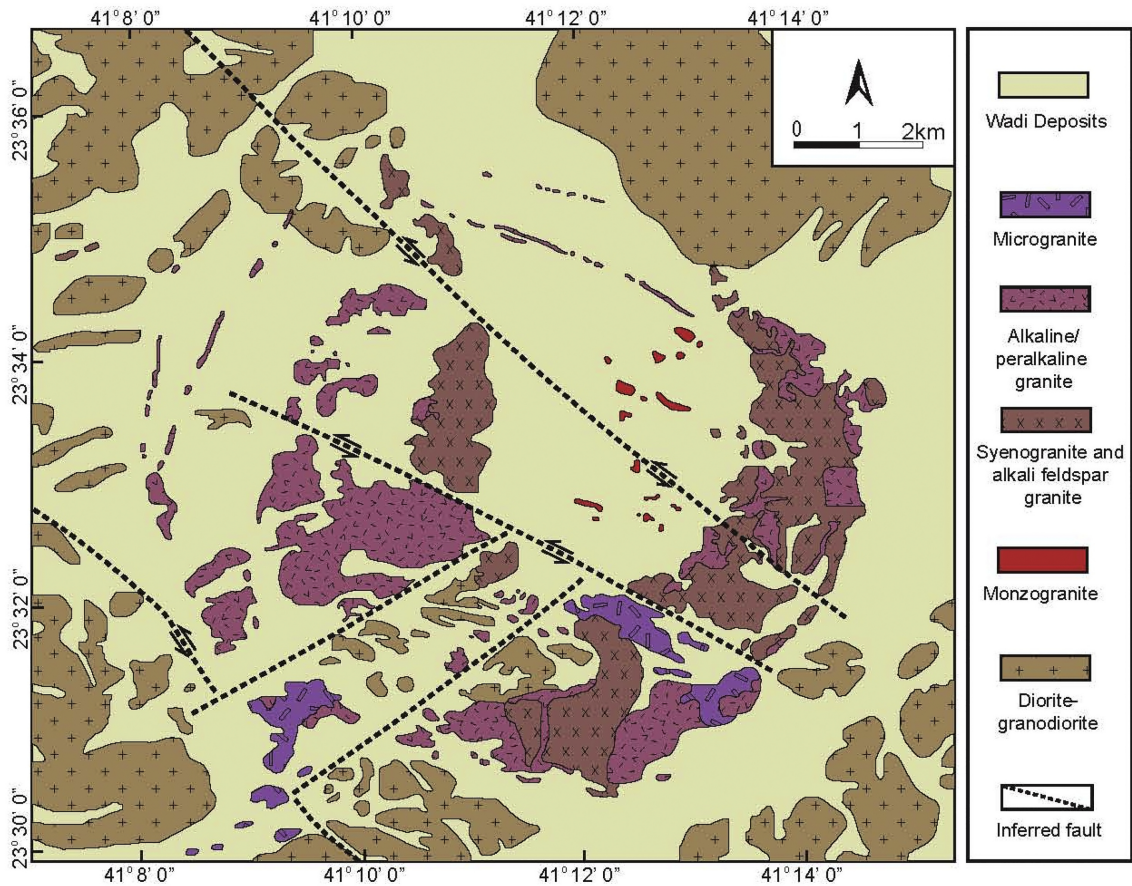 41° 8' 0"
41° 10' 0"
41° 12' 0"
41° 14' 0"
23° 36' 0"
23° 34' 0"
23° 32' 0"
23° 30' 0"
0 1 2km
41° 8' 0"
41° 10' 0"
41° 12' 0"
41° 14' 0"
Wadi Deposits
Microgranite
Alkaline/
peralkaline
granite
Syenogranite and
alkali feldspar
granite
Monzogranite
Diorite-
granodiorite
Inferred fault